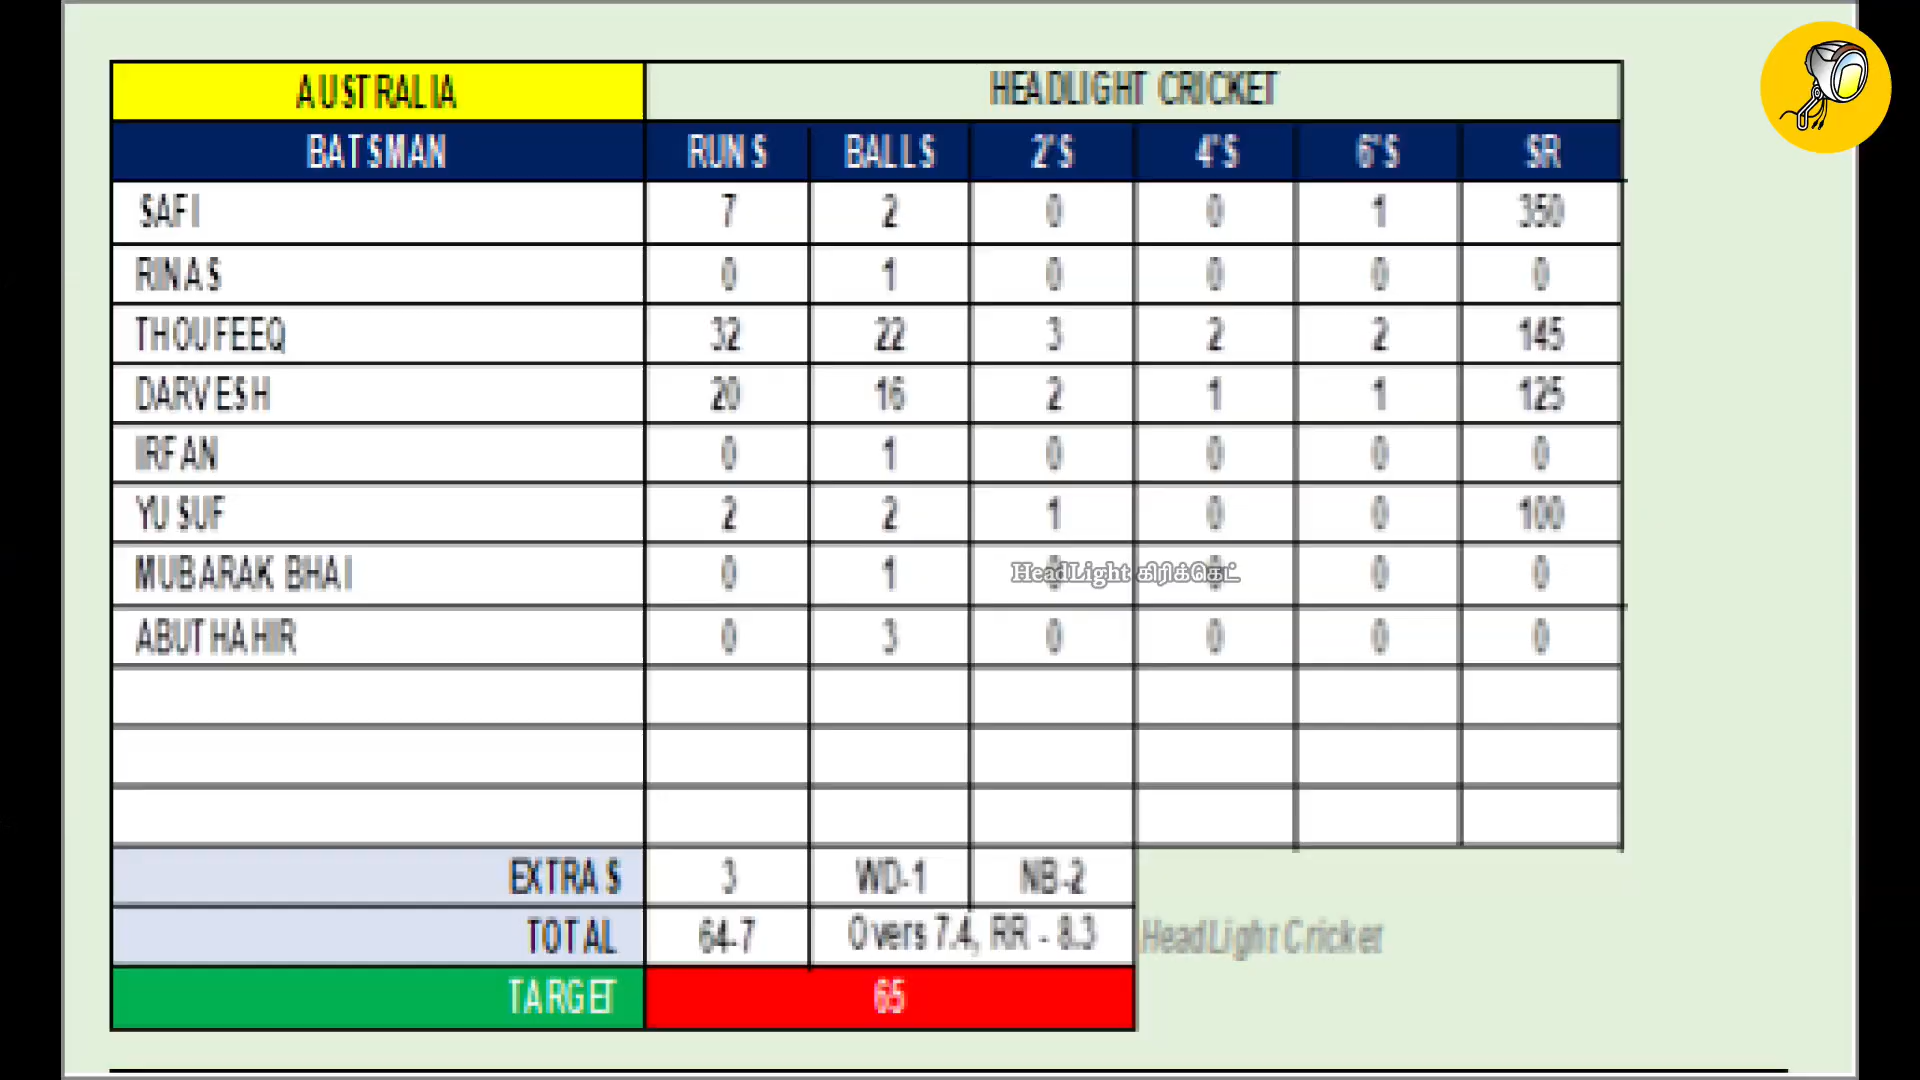 AUSTRALIA HEADLIGHT CRICKET
BATSMAN RUNS BALLS 2'S 4'S 6'S SR
SAFI 7 2 0 0 1 350
RINAS 0 1 0 0 0 0
THOUFEEQ 32 22 3 2 2 145
DARVESH 20 16 2 1 1 125
IRFAN 0 1 0 0 0 0
YUSUF 2 2 1 0 0 100
MUBARAK BHAI 0 1 0 0 0 0
HeadLight கிரிக்கெட்
ABUTHAHIR 0 3 0 0 0 0
EXTRAS 3 WD-1 NB-2
TOTAL 64-7 Overs 7.4, RR - 8.3 HeadLight Cricket
TARGET 65